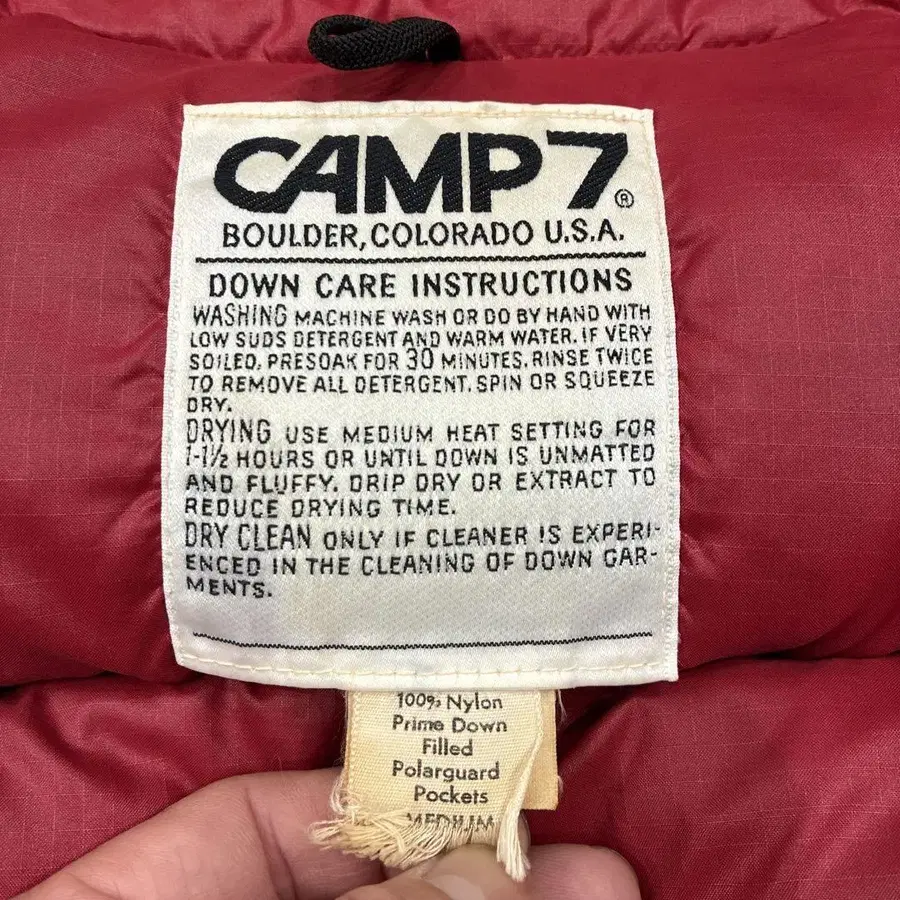 CAMP 7®
BOULDER, COLORADO U.S.A.
DOWN CARE INSTRUCTIONS
WASHING MACHINE WASH OR DO BY HAND WITH
LOW SUDS DETERGENT AND WARM WATER. IF VERY
SOILED, PRESOAK FOR 30 MINUTES. RINSE TWICE
TO REMOVE ALL DETERGENT. SPIN OR SQUEEZE
DRY.
DRYING USE MEDIUM HEAT SETTING FOR
1-1½ HOURS OR UNTIL DOWN IS UNMATTED
AND FLUFFY. DRIP DRY OR EXTRACT TO
REDUCE DRYING TIME.
DRY CLEAN ONLY IF CLEANER IS EXPERI-
ENCED IN THE CLEANING OF DOWN GAR-
MENTS.
100% Nylon
Prime Down
Filled
Polarguard
Pockets
MEDIUM